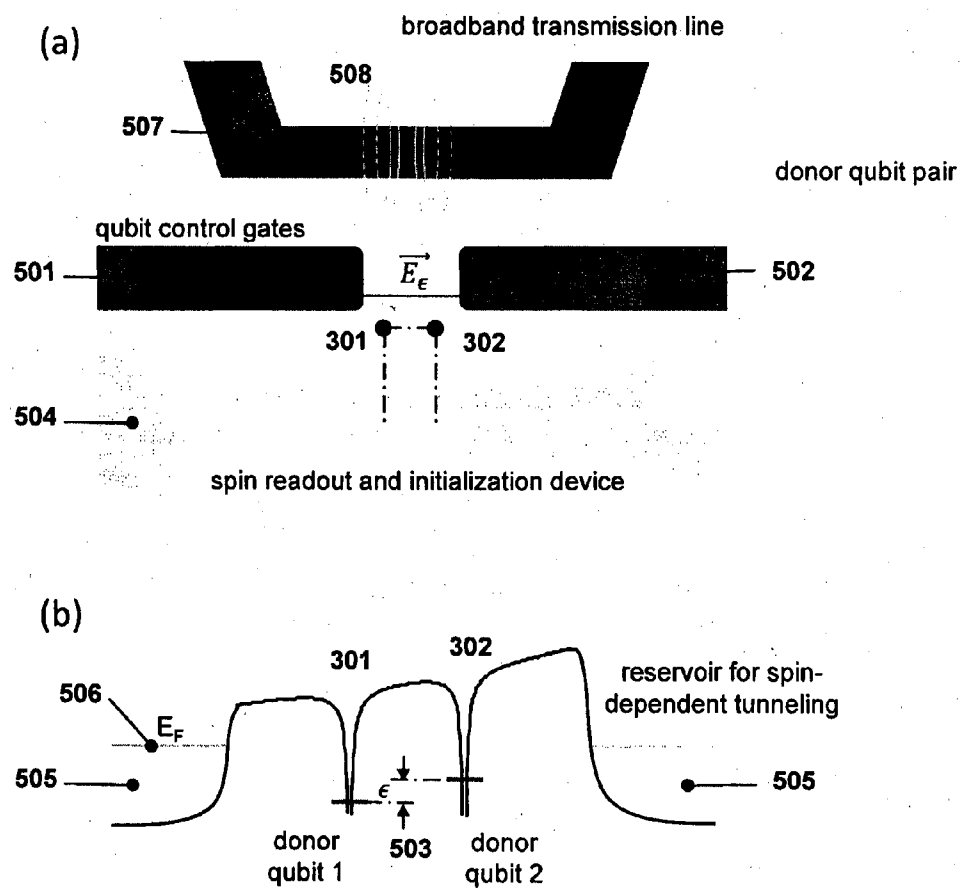 (a)
broadband transmission line
508
507
donor qubit pair
qubit control gates
501
E_ϵ
502
301
302
504
spin readout and initialization device
(b)
301
302
reservoir for spin-
dependent tunneling
506
E_F
505
ϵ
505
503
donor
qubit 1
donor
qubit 2